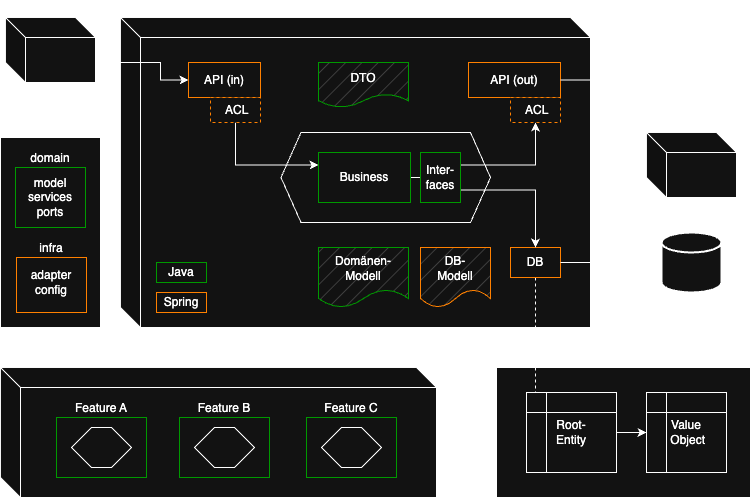 API (in)
DTO
API (out)
ACL
ACL
domain
model
services
ports
Business
Inter-
faces
infra
adapter
config
Java
Spring
Domänen-
Modell
DB-
Modell
DB
Feature A
Feature B
Feature C
Root-
Entity
Value
Object